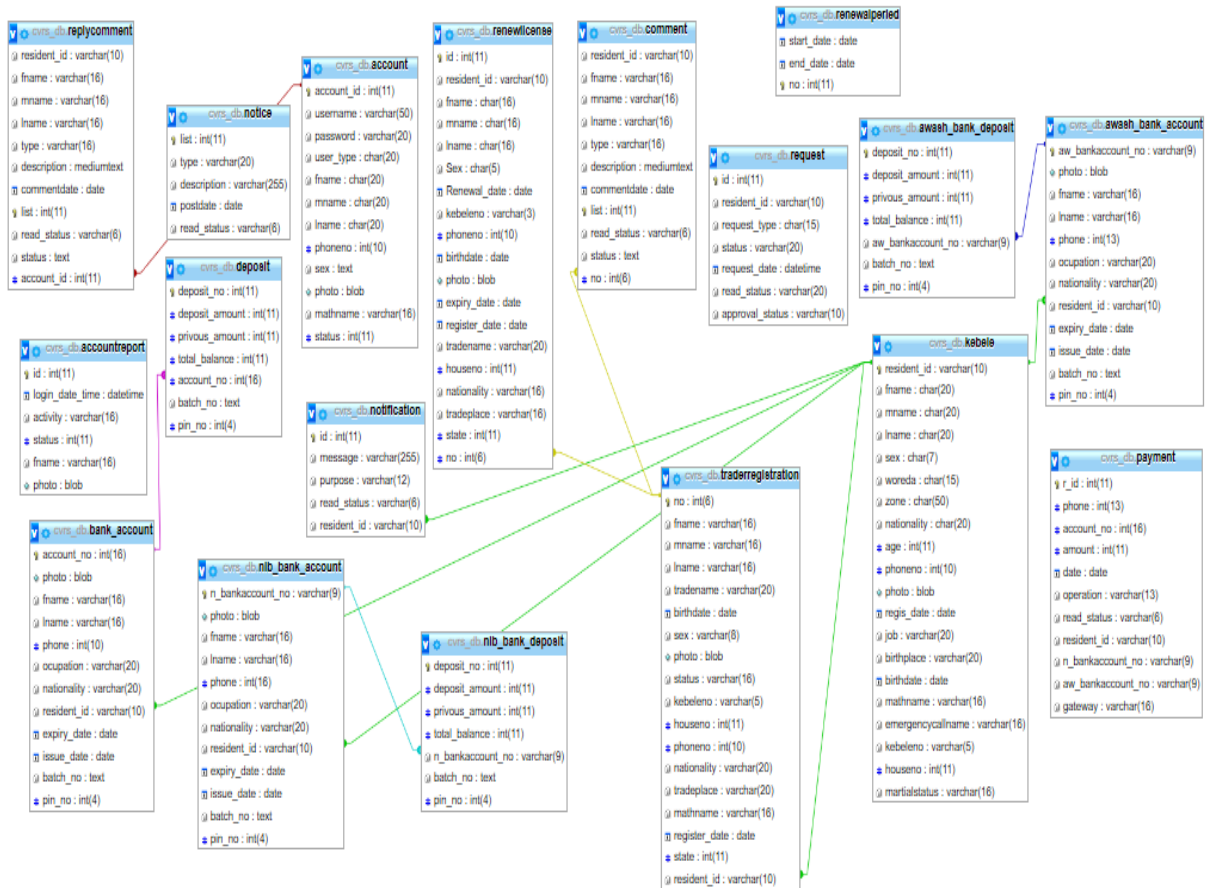 cvrs_db.replycomment
resident_id : varchar(10)
fname : varchar(16)
mname : varchar(16)
lname : varchar(16)
type : varchar(16)
description : mediumtext
commentdate : date
list : int(11)
read_status : varchar(6)
status : text
account_id : int(11)
cvrs_db.notice
list : int(11)
type : varchar(20)
description : varchar(255)
postdate : date
read_status : varchar(6)
cvrs_db.account
account_id : int(11)
username : varchar(50)
password : varchar(20)
user_type : char(20)
fname : char(20)
mname : char(20)
lname : char(20)
phoneno : int(10)
sex : text
photo : blob
mathname : varchar(16)
status : int(11)
cvrs_db.renewlicense
id : int(11)
resident_id : varchar(10)
fname : char(16)
mname : char(16)
lname : char(16)
Sex : char(5)
Renewal_date : date
kebeleno : varchar(3)
phoneno : int(10)
birthdate : date
photo : blob
expiry_date : date
register_date : date
tradename : varchar(20)
houseno : int(11)
nationality : varchar(16)
tradeplace : varchar(16)
state : int(11)
no : int(6)
cvrs_db.comment
resident_id : varchar(10)
fname : varchar(16)
mname : varchar(16)
lname : varchar(16)
type : varchar(16)
description : mediumtext
commentdate : date
list : int(11)
read_status : varchar(6)
status : text
no : int(6)
cvrs_db.renewalperied
start_date : date
end_date : date
no : int(11)
cvrs_db.request
id : int(11)
resident_id : varchar(10)
request_type : char(15)
status : varchar(20)
request_date : datetime
read_status : varchar(20)
approval_status : varchar(10)
cvrs_db.awash_bank_deposit
deposit_no : int(11)
deposit_amount : int(11)
privous_amount : int(11)
total_balance : int(11)
aw_bankaccount_no : varchar(9)
batch_no : text
pin_no : int(4)
cvrs_db.awash_bank_account
aw_bankaccount_no : varchar(9)
photo : blob
fname : varchar(16)
lname : varchar(16)
phone : int(13)
ocupation : varchar(20)
nationality : varchar(20)
resident_id : varchar(10)
expiry_date : date
issue_date : date
batch_no : text
pin_no : int(4)
cvrs_db.deposit
deposit_no : int(11)
deposit_amount : int(11)
privous_amount : int(11)
total_balance : int(11)
account_no : int(16)
batch_no : text
pin_no : int(4)
cvrs_db.accountreport
id : int(11)
login_date_time : datetime
activity : varchar(16)
status : int(11)
fname : varchar(16)
photo : blob
cvrs_db.notification
id : int(11)
message : varchar(255)
purpose : varchar(12)
read_status : varchar(6)
resident_id : varchar(10)
cvrs_db.kebele
resident_id : varchar(10)
fname : char(20)
mname : char(20)
lname : char(20)
sex : char(7)
woreda : char(15)
zone : char(50)
nationality : char(20)
age : int(11)
phoneno : int(10)
photo : blob
regis_date : date
job : varchar(20)
birthplace : varchar(20)
birthdate : date
mathname : varchar(16)
emergencycallname : varchar(16)
kebeleno : varchar(5)
houseno : int(11)
martialstatus : varchar(16)
cvrs_db.payment
r_id : int(11)
phone : int(13)
account_no : int(16)
amount : int(11)
date : date
operation : varchar(13)
read_status : varchar(6)
resident_id : varchar(10)
n_bankaccount_no : varchar(9)
aw_bankaccount_no : varchar(9)
gateway : varchar(16)
cvrs_db.traderregistration
no : int(6)
fname : varchar(16)
mname : varchar(16)
lname : varchar(16)
tradename : varchar(20)
birthdate : date
sex : varchar(8)
photo : blob
status : varchar(16)
kebeleno : varchar(5)
houseno : int(11)
phoneno : int(10)
nationality : varchar(20)
tradeplace : varchar(20)
mathname : varchar(16)
register_date : date
state : int(11)
resident_id : varchar(10)
cvrs_db.bank_account
account_no : int(16)
photo : blob
fname : varchar(16)
lname : varchar(16)
phone : int(10)
ocupation : varchar(20)
nationality : varchar(20)
resident_id : varchar(10)
expiry_date : date
issue_date : date
batch_no : text
pin_no : int(4)
cvrs_db.nib_bank_account
n_bankaccount_no : varchar(9)
photo : blob
fname : varchar(16)
lname : varchar(16)
phone : int(16)
ocupation : varchar(20)
nationality : varchar(20)
resident_id : varchar(10)
expiry_date : date
issue_date : date
batch_no : text
pin_no : int(4)
cvrs_db.nib_bank_deposit
deposit_no : int(11)
deposit_amount : int(11)
privous_amount : int(11)
total_balance : int(11)
n_bankaccount_no : varchar(9)
batch_no : text
pin_no : int(4)